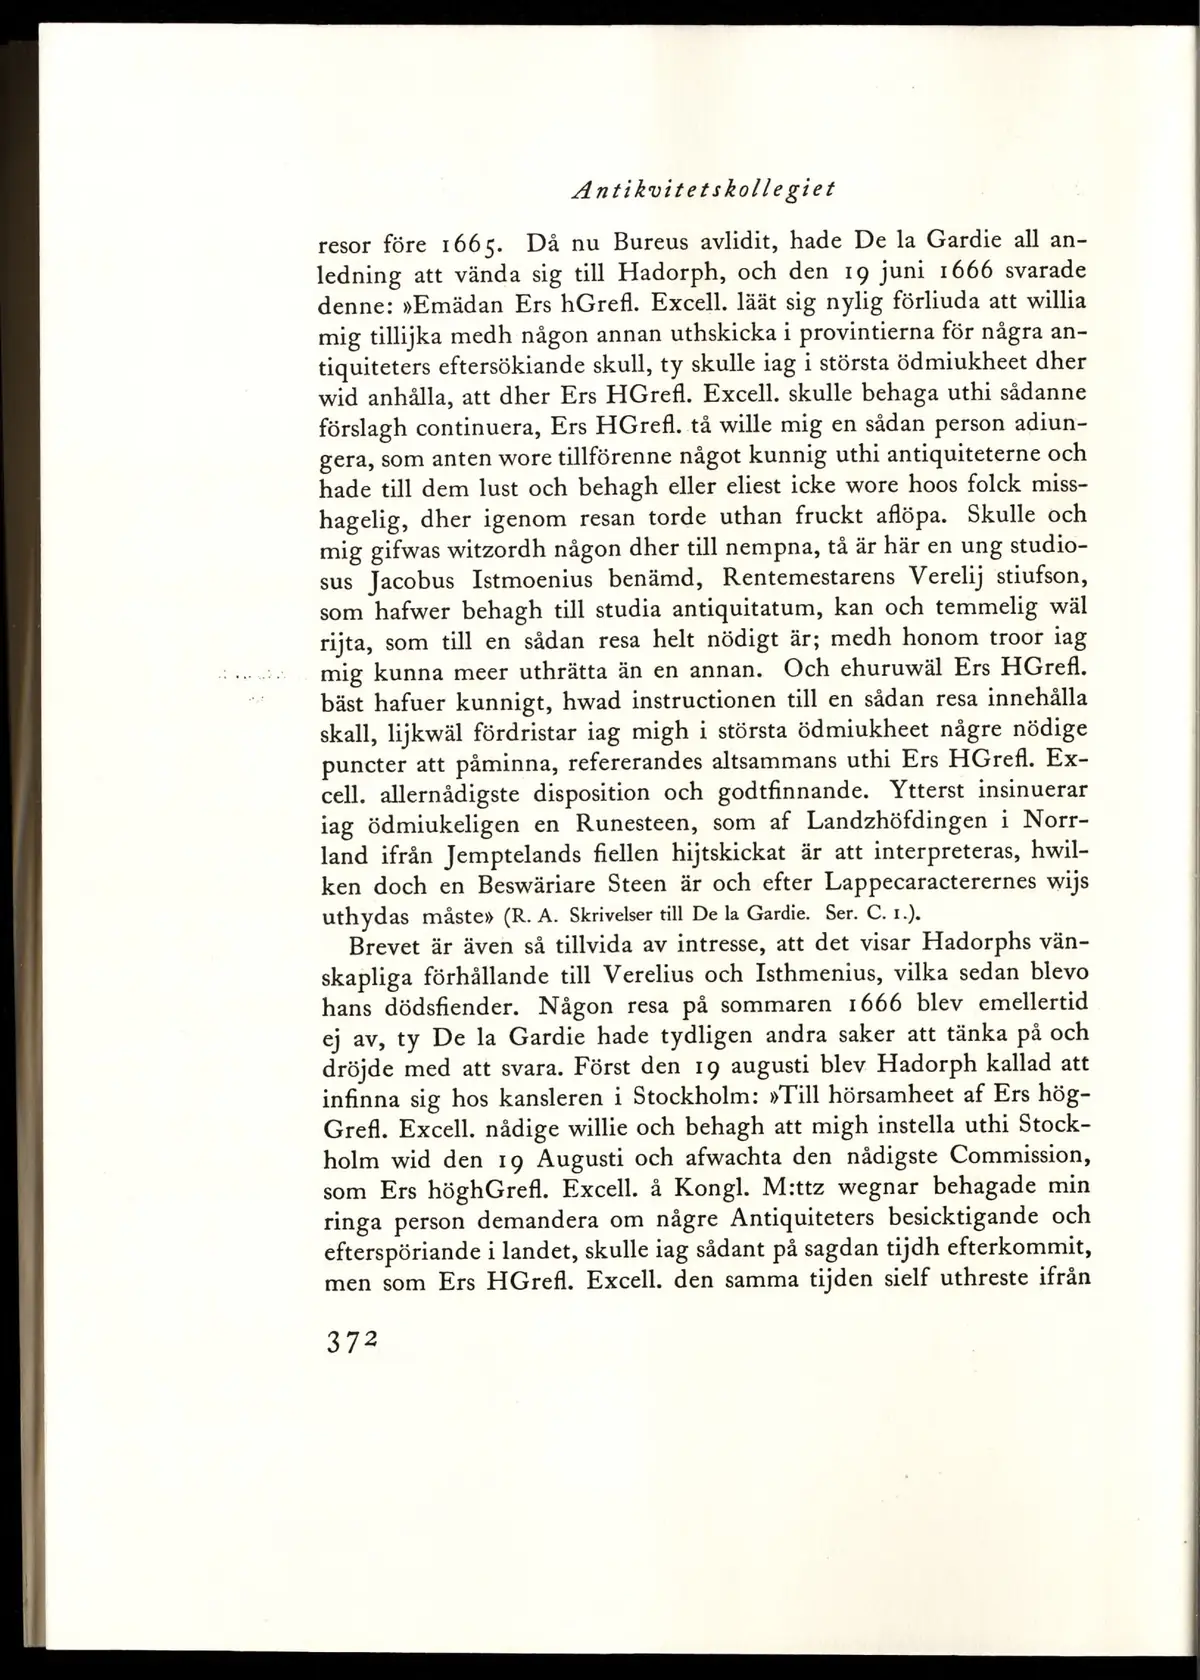 Antikvitetskollegiet
resor före 1665. Då nu Bureus avlidit, hade De la Gardie all an-
ledning att vända sig till Hadorph, och den 19 juni 1666 svarade
denne: »Emädan Ers hGrefl. Excell. läät sig nylig förliuda att willia
mig tillijka medh någon annan uthskicka i provintierna för några an-
tiquiteters eftersökiande skull, ty skulle iag i största ödmiukheet dher
wid anhålla, att dher Ers HGrefl. Excell. skulle behaga uthi sådanne
förslagh continuera, Ers HGrefl. tå wille mig en sådan person adiun-
gera, som anten wore tillförenne något kunnig uthi antiquiteterne och
hade till dem lust och behagh eller eliest icke wore hoos folck miss-
hagelig, dher igenom resan torde uthan fruckt aflöpa. Skulle och
mig gifwas witzordh någon dher till nempna, tå är här en ung studio-
sus Jacobus Istmoenius benämd, Rentemestarens Verelij stiufson,
som hafwer behagh till studia antiquitatum, kan och temmelig wäl
rijta, som till en sådan resa helt nödigt är; medh honom troor iag
mig kunna meer uthrätta än en annan. Och ehuruwäl Ers HGrefl.
bäst hafuer kunnigt, hwad instructionen till en sådan resa innehålla
skall, lijkwäl fördristar iag migh i största ödmiukheet någre nödige
puncter att påminna, refererandes altsammans uthi Ers HGrefl. Ex-
cell. allernådigste disposition och godtfinnande. Ytterst insinuerar
iag ödmiukeligen en Runesteen, som af Landzhöfdingen i Norr-
land ifrån Jemptelands fiellen hijtskickat är att interpreteras, hwil-
ken doch en Beswäriare Steen är och efter Lappecaracterernes wijs
uthydas måste» (R. A. Skrivelser till De la Gardie. Ser. C. 1.).
Brevet är även så tillvida av intresse, att det visar Hadorphs vän-
skapliga förhållande till Verelius och Isthmenius, vilka sedan blevo
hans dödsfiender. Någon resa på sommaren 1666 blev emellertid
ej av, ty De la Gardie hade tydligen andra saker att tänka på och
dröjde med att svara. Först den 19 augusti blev Hadorph kallad att
infinna sig hos kansleren i Stockholm: »Till hörsamheet af Ers hög-
Grefl. Excell. nådige willie och behagh att migh instella uthi Stock-
holm wid den 19 Augusti och afwachta den nådigste Commission,
som Ers höghGrefl. Excell. å Kongl. M:ttz wegnar behagade min
ringa person demandera om någre Antiquiteters besicktigande och
efterspöriande i landet, skulle iag sådant på sagdan tijdh efterkommit,
men som Ers HGrefl. Excell. den samma tijden sielf uthreste ifrån
372